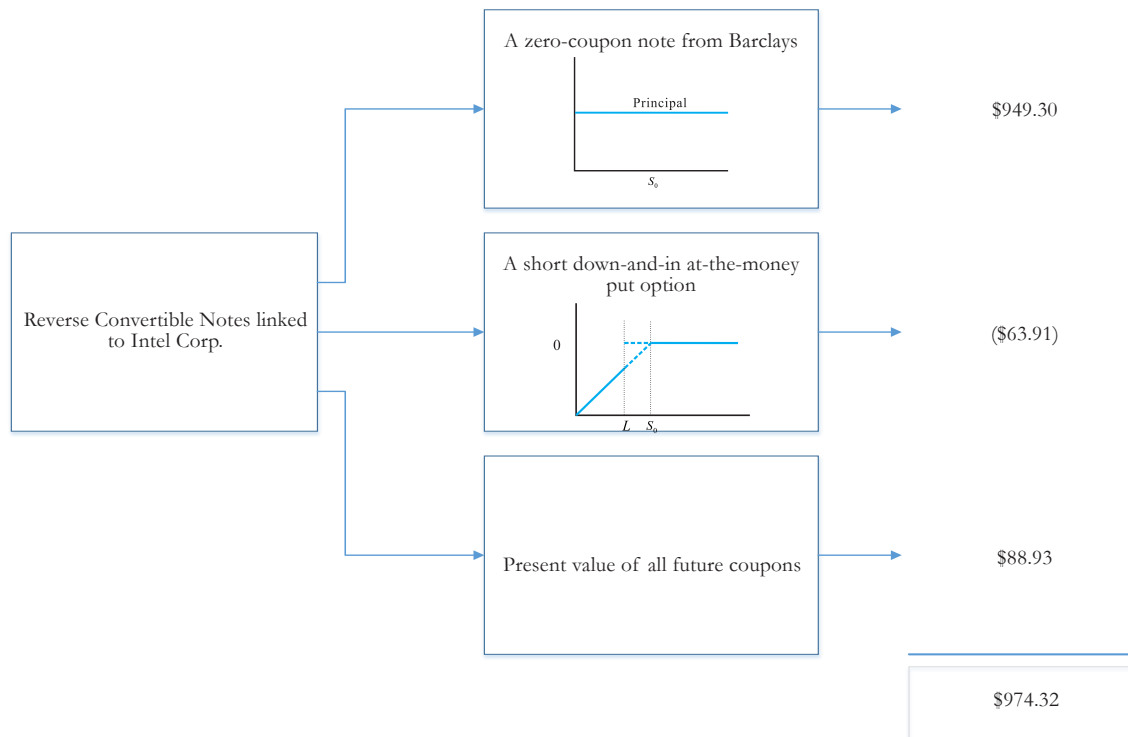 A zero-coupon note from Barclays
Principal
S₀
$949.30
Reverse Convertible Notes linked
to Intel Corp.
A short down-and-in at-the-money
put option
0
L S₀
($63.91)
Present value of all future coupons
$88.93
$974.32